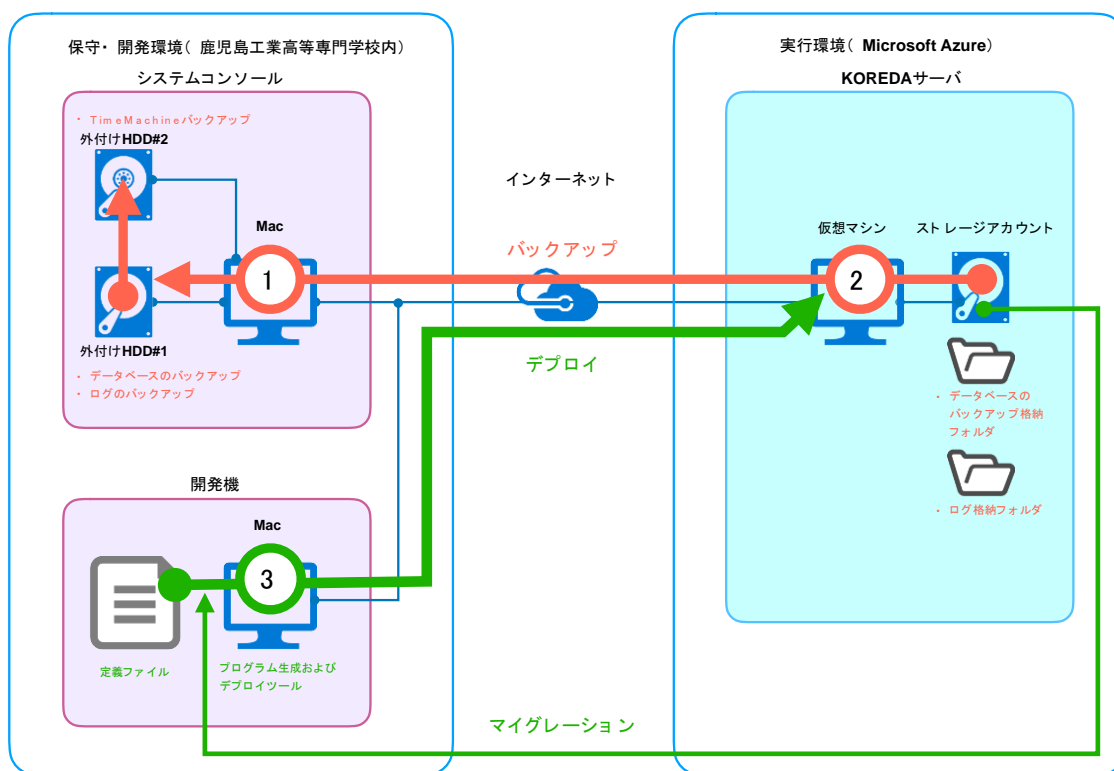 保守・開発環境(鹿児島工業高等専門学校内)
システムコンソール
・TimeMachineバックアップ
外付けHDD#2
Mac
1
外付けHDD#1
・データベースのバックアップ
・ログのバックアップ
開発機
Mac
3
定義ファイル
プログラム生成および
デプロイツール
インターネット
バックアップ
デプロイ
マイグレーション
実行環境(Microsoft Azure)
KOREDAサーバ
仮想マシン
ストレージアカウント
2
・データベースの
バックアップ格納
フォルダ
・ログ格納フォルダ